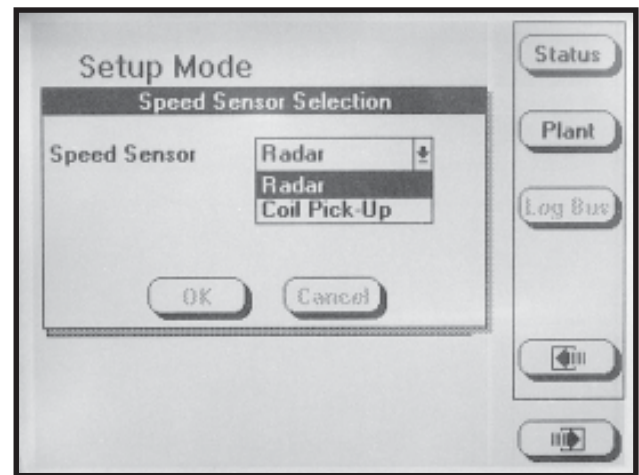 Setup Mode
Speed Sensor Selection
Speed Sensor
Radar
Radar
Coil Pick-Up
OK
Cancel
Status
Plant
Log Bus